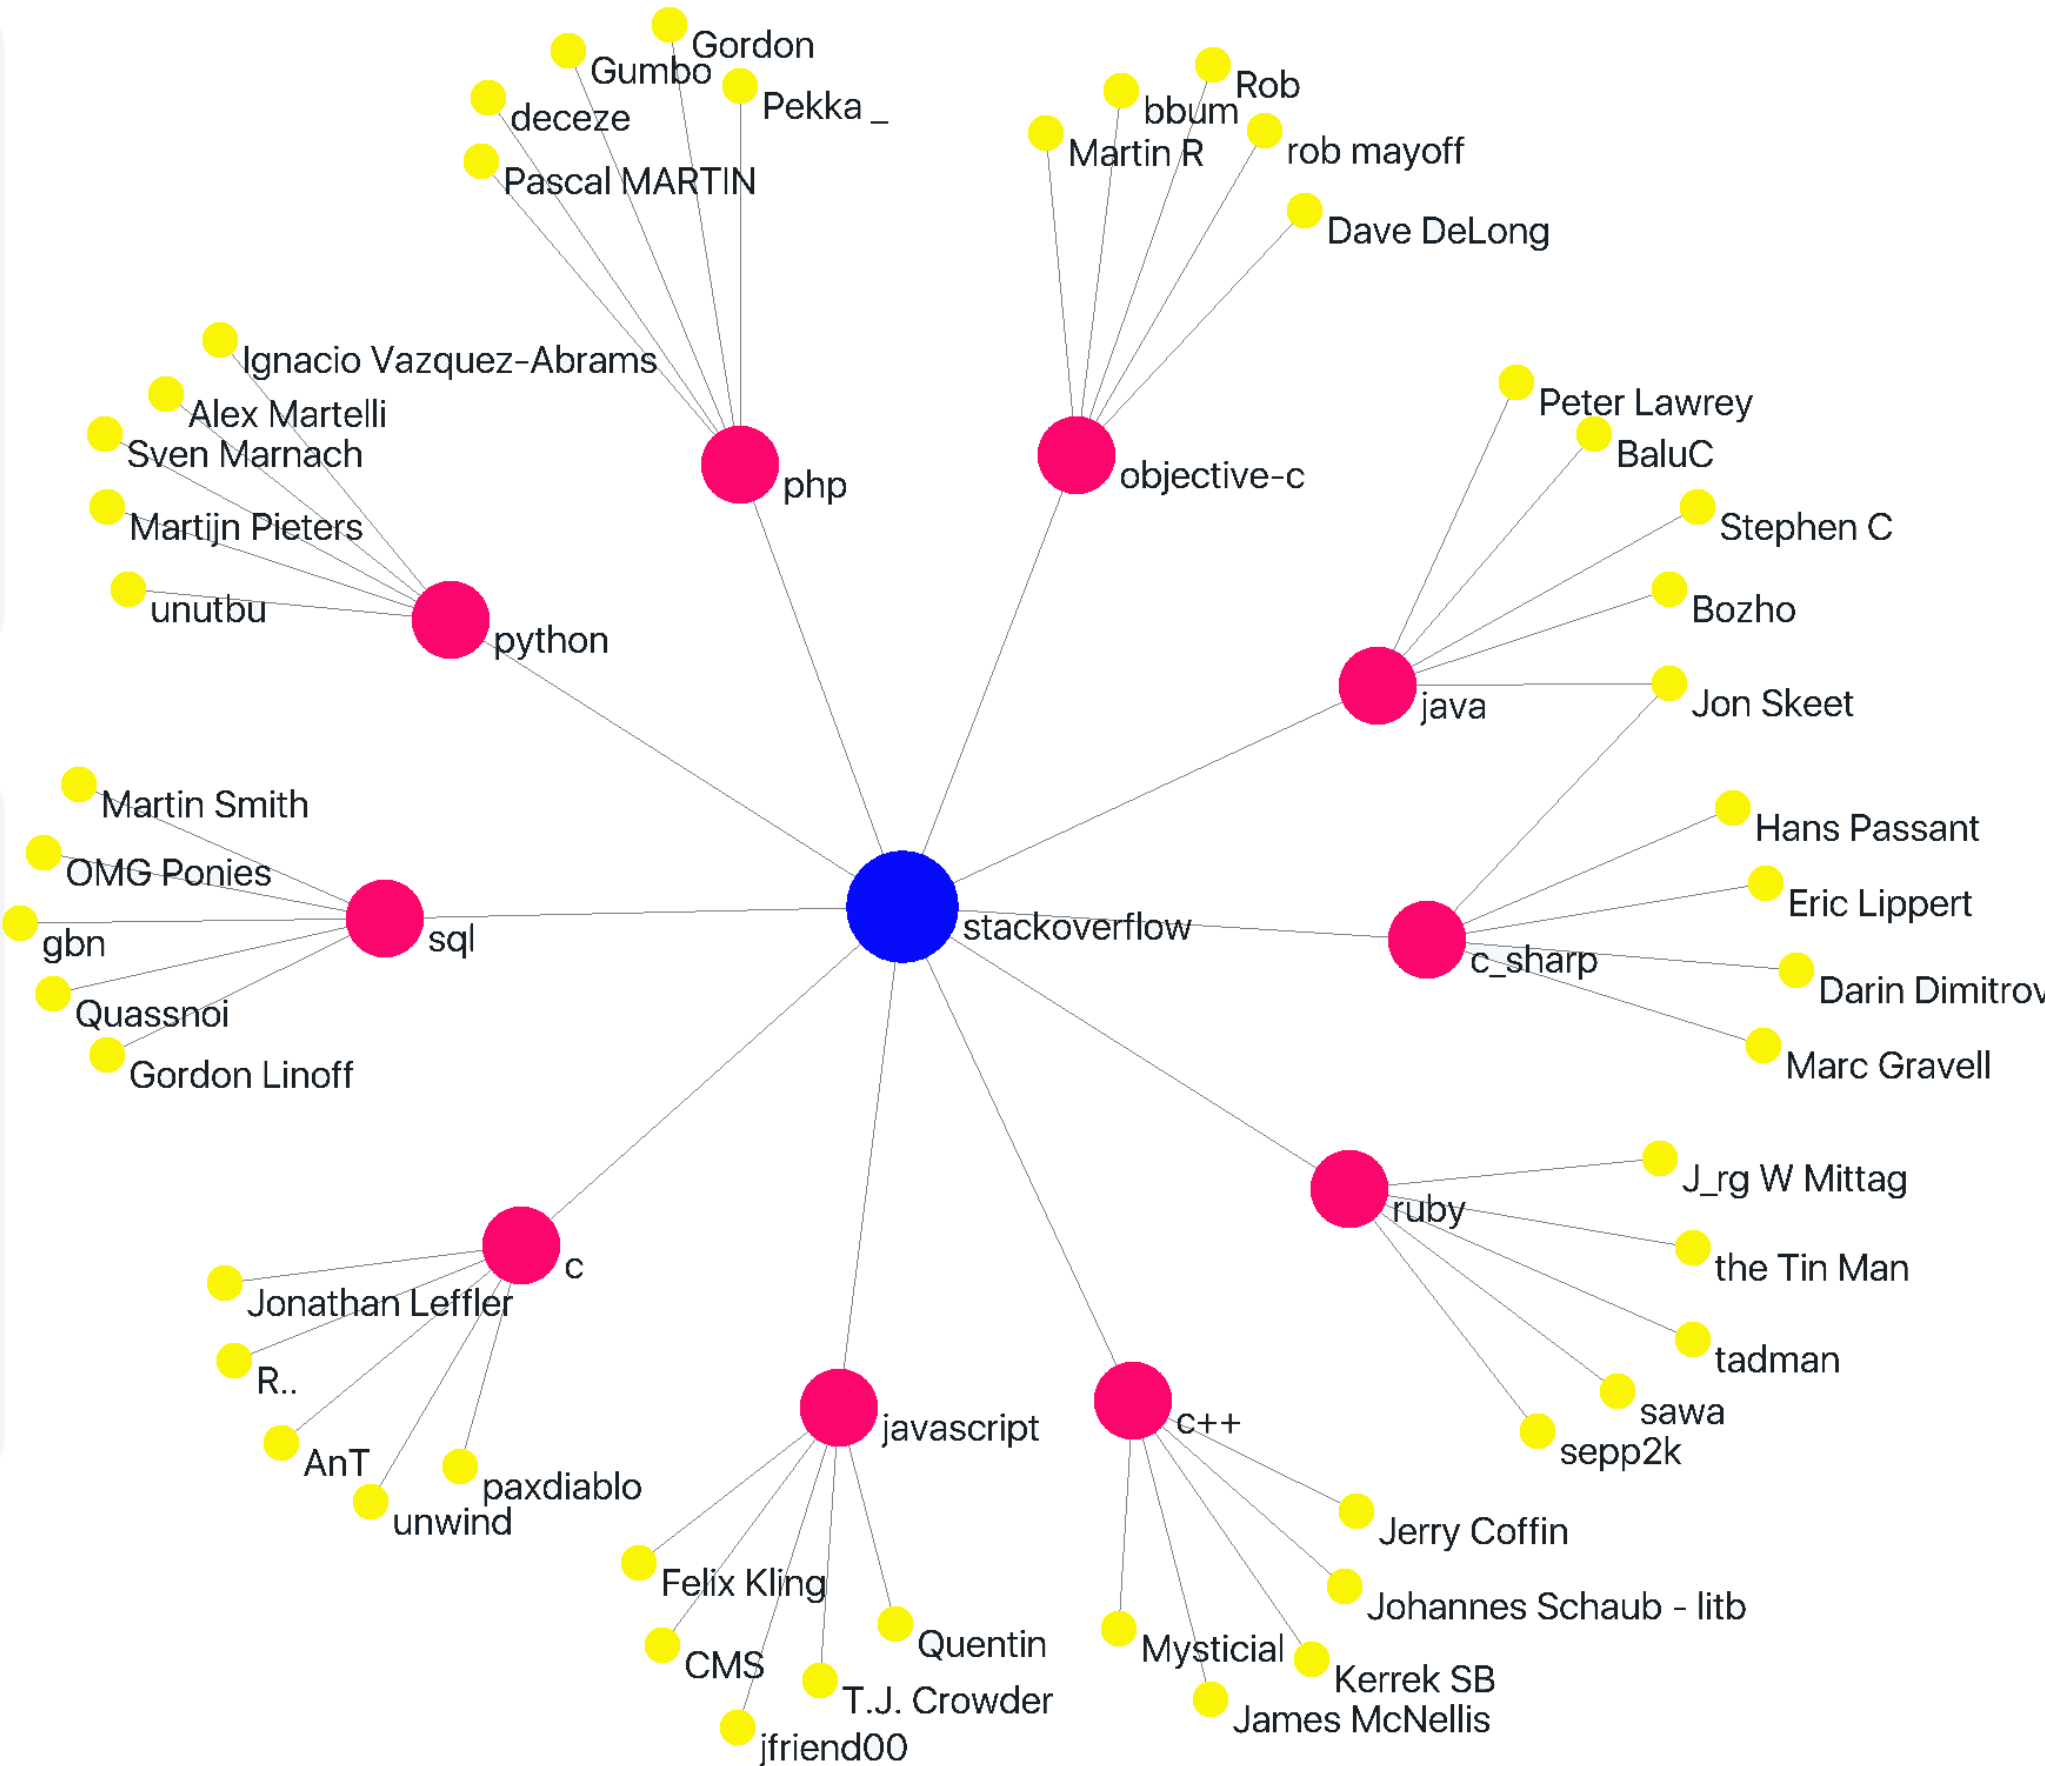 Gordon
Gumbo
Pekka _
deceze
Pascal MARTIN
php
Rob
bbum
Martin R
rob mayoff
Dave DeLong
objective-c
Ignacio Vazquez-Abrams
Alex Martelli
Sven Marnach
Martijn Pieters
unutbu
python
Peter Lawrey
BaluC
Stephen C
Bozho
Jon Skeet
java
Martin Smith
OMG Ponies
gbn
Quassnoi
Gordon Linoff
sql
stackoverflow
Hans Passant
Eric Lippert
c_sharp
Darin Dimitrov
Marc Gravell
J_rg W Mittag
ruby
the Tin Man
tadman
sawa
sepp2k
c
Jonathan Leffler
R..
AnT
paxdiablo
unwind
javascript
Felix Kling
Quentin
CMS
T.J. Crowder
jfriend00
c++
Jerry Coffin
Johannes Schaub - litb
Mysticial
Kerrek SB
James McNellis